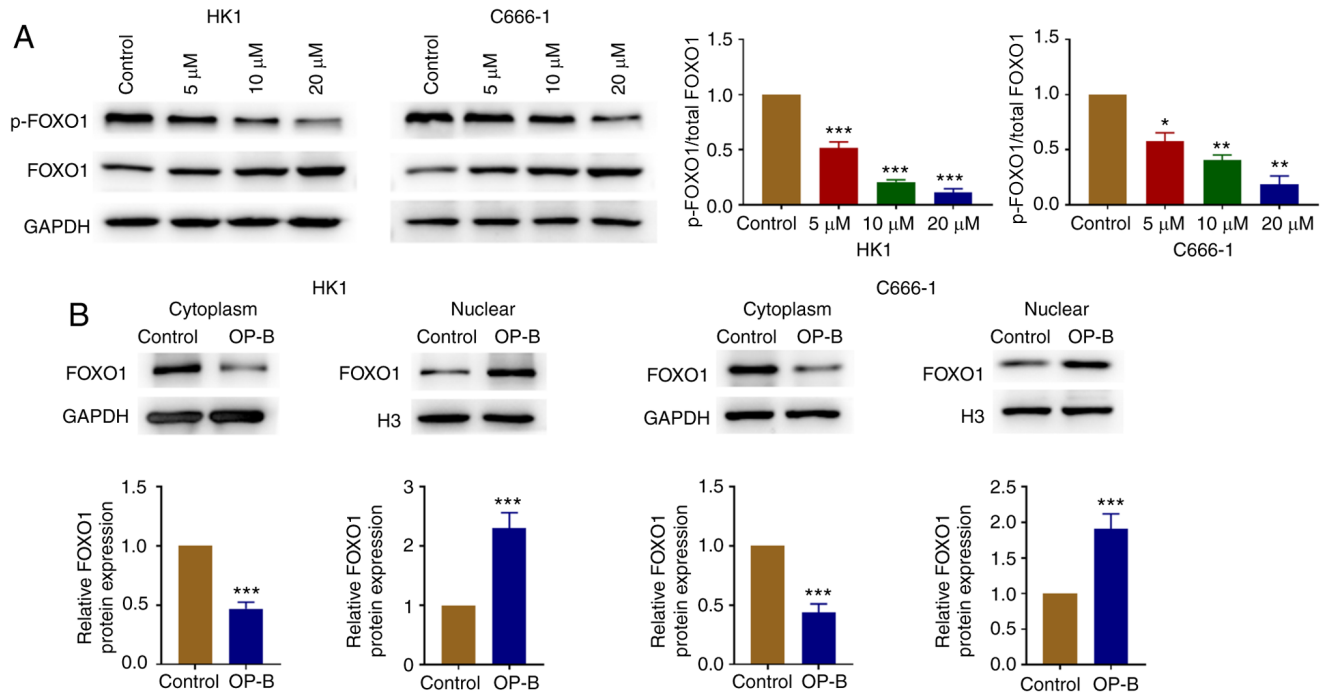 A
HK1
C666-1
Control
5 μM
10 μM
20 μM
Control
5 μM
10 μM
20 μM
p-FOXO1
FOXO1
GAPDH
p-FOXO1/total FOXO1
1.5
1.0
0.5
0.0
***
***
***
Control 5 μM 10 μM 20 μM
HK1
p-FOXO1/total FOXO1
1.5
1.0
0.5
0.0
*
**
**
Control 5 μM 10 μM 20 μM
C666-1
B
HK1
C666-1
Cytoplasm
Control OP-B
FOXO1
GAPDH
Nuclear
Control OP-B
FOXO1
H3
Cytoplasm
Control OP-B
FOXO1
GAPDH
Nuclear
Control OP-B
FOXO1
H3
Relative FOXO1
protein expression
1.5
1.0
0.5
0.0
***
Control OP-B
Relative FOXO1
protein expression
3
2
1
0
***
Control OP-B
Relative FOXO1
protein expression
1.5
1.0
0.5
0.0
***
Control OP-B
Relative FOXO1
protein expression
2.5
2.0
1.5
1.0
0.5
0.0
***
Control OP-B